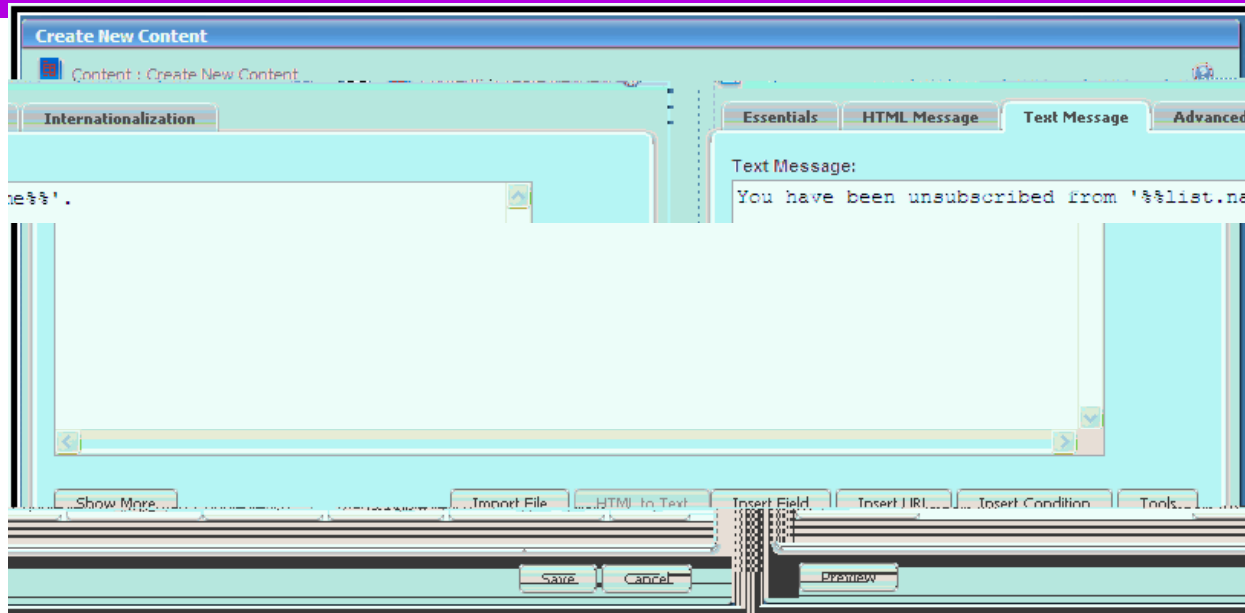 Create New Content
Content : Create New Content
Internationalization
Essentials HTML Message Text Message Advanced
Text Message:
me%%'.
You have been unsubscribed from '%%list.na
Show More Import File HTML to Text Insert Field Insert URL Insert Condition Tools
Save Cancel Preview